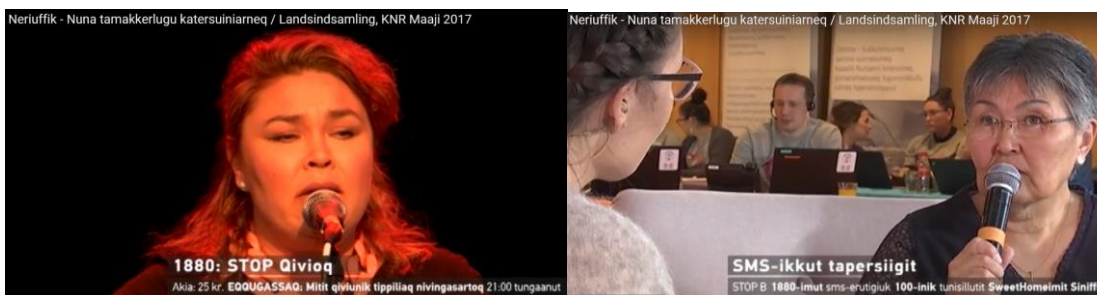 Neriuffik - Nuna tamakkerlugu katersuiniarneq / Landsindsamling, KNR Maaji 2017
1880: STOP Qivioq
Akia: 25 kr. EQQUGASSAQ: Mitit qiviunik tippiliaq nivingasartoq 21:00 tungaanut
Neriuffik - Nuna tamakkerlugu katersuiniarneq / Landsindsamling, KNR Maaji 2017
SMS-ikkut tapersiigit
STOP B 1880-imut sms-erutigiuk 100-inik tunisillutit SweetHomeimit Siniff